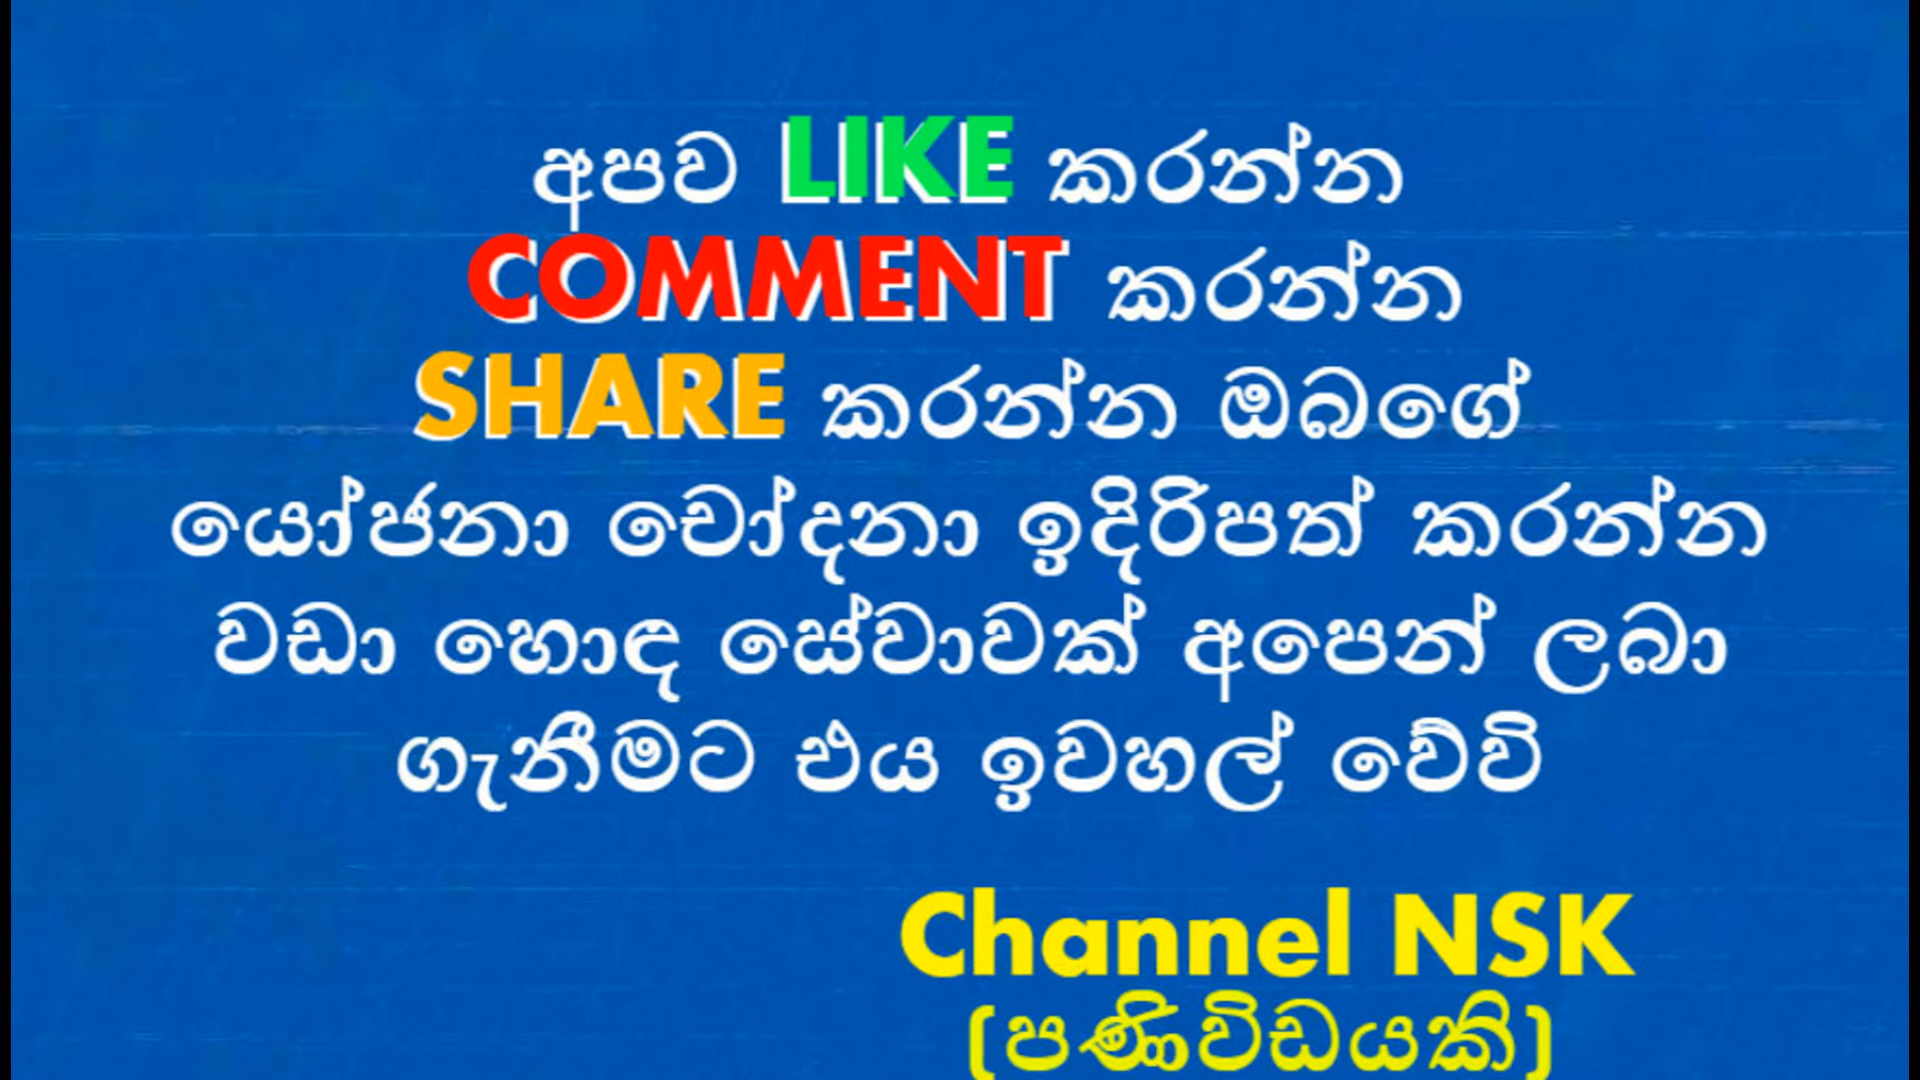 අපව LIKE කරන්න
COMMENT කරන්න
SHARE කරන්න ඔබගේ
යෝජනා චෝදනා ඉදිරිපත් කරන්න
වඩා හොඳ සේවාවක් අපෙන් ලබා
ගැනීමට එය ඉවහල් වේවි
Channel NSK
(පණිවිඩයකි)